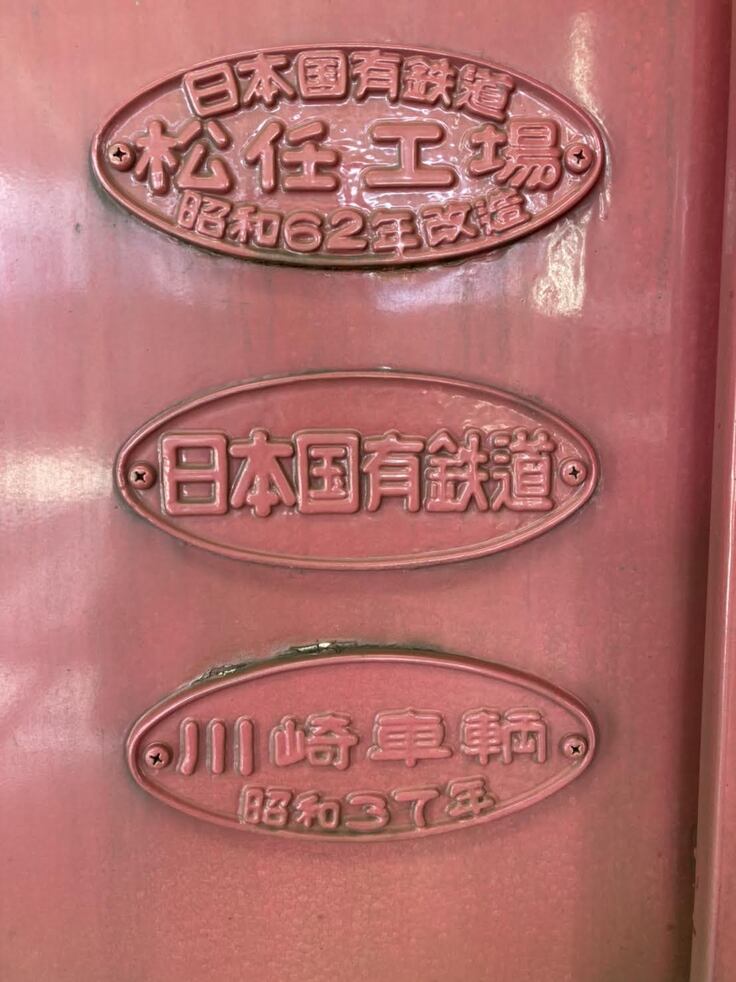 日本国有鉄道
松任工場
昭和62年改造
日本国有鉄道
川崎車輌
昭和37年